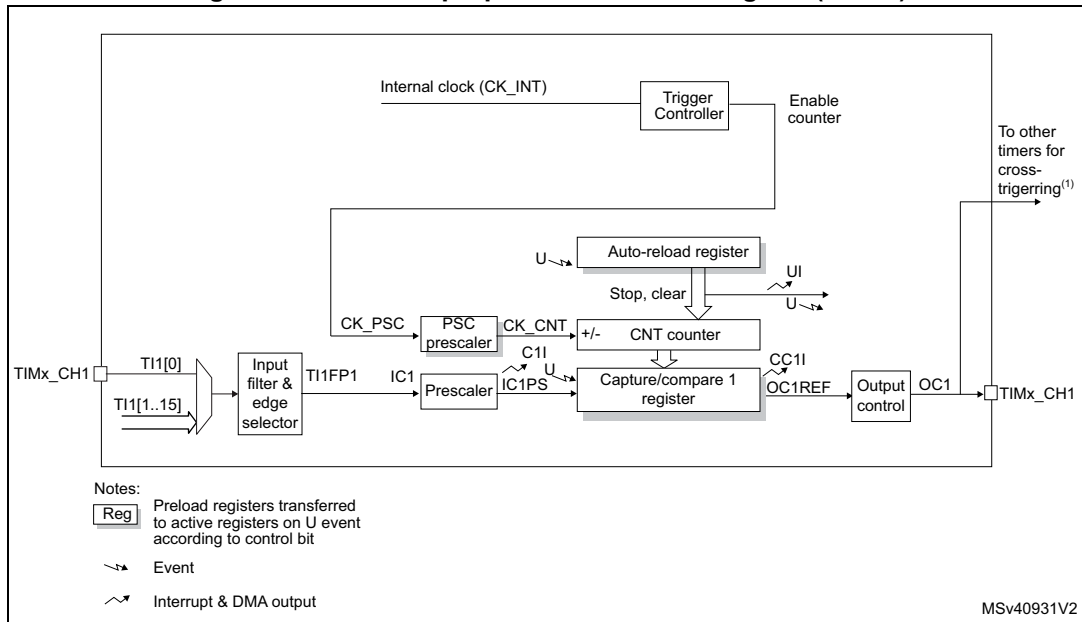 Internal clock (CK_INT)
Trigger
Controller
Enable
counter
To other
timers for
cross-
trigerring(1)
U
Auto-reload register
Stop, clear
UI
U
CK_PSC
PSC
prescaler
CK_CNT
+/-
CNT counter
TIMx_CH1
TI1[0]
TI1[1..15]
Input
filter &
edge
selector
TI1FP1
IC1
Prescaler
C1I
IC1PS
U
Capture/compare 1
register
CC1I
OC1REF
Output
control
OC1
TIMx_CH1
Notes:
Reg
Preload registers transferred
to active registers on U event
according to control bit
Event
Interrupt & DMA output
MSv40931V2